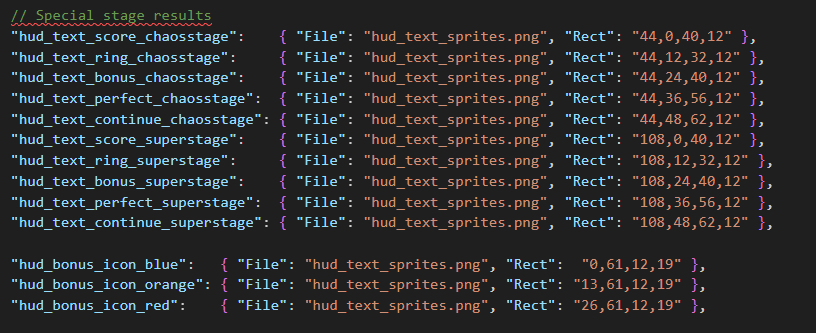 // Special stage results
"hud_text_score_chaosstage":    { "File": "hud_text_sprites.png", "Rect": "44,0,40,12" },
"hud_text_ring_chaosstage":     { "File": "hud_text_sprites.png", "Rect": "44,12,32,12" },
"hud_text_bonus_chaosstage":    { "File": "hud_text_sprites.png", "Rect": "44,24,40,12" },
"hud_text_perfect_chaosstage":  { "File": "hud_text_sprites.png", "Rect": "44,36,56,12" },
"hud_text_continue_chaosstage": { "File": "hud_text_sprites.png", "Rect": "44,48,62,12" },
"hud_text_score_superstage":    { "File": "hud_text_sprites.png", "Rect": "108,0,40,12" },
"hud_text_ring_superstage":     { "File": "hud_text_sprites.png", "Rect": "108,12,32,12" },
"hud_text_bonus_superstage":    { "File": "hud_text_sprites.png", "Rect": "108,24,40,12" },
"hud_text_perfect_superstage":  { "File": "hud_text_sprites.png", "Rect": "108,36,56,12" },
"hud_text_continue_superstage": { "File": "hud_text_sprites.png", "Rect": "108,48,62,12" },
"hud_bonus_icon_blue":   { "File": "hud_text_sprites.png", "Rect":  "0,61,12,19" },
"hud_bonus_icon_orange": { "File": "hud_text_sprites.png", "Rect": "13,61,12,19" },
"hud_bonus_icon_red":    { "File": "hud_text_sprites.png", "Rect": "26,61,12,19" },